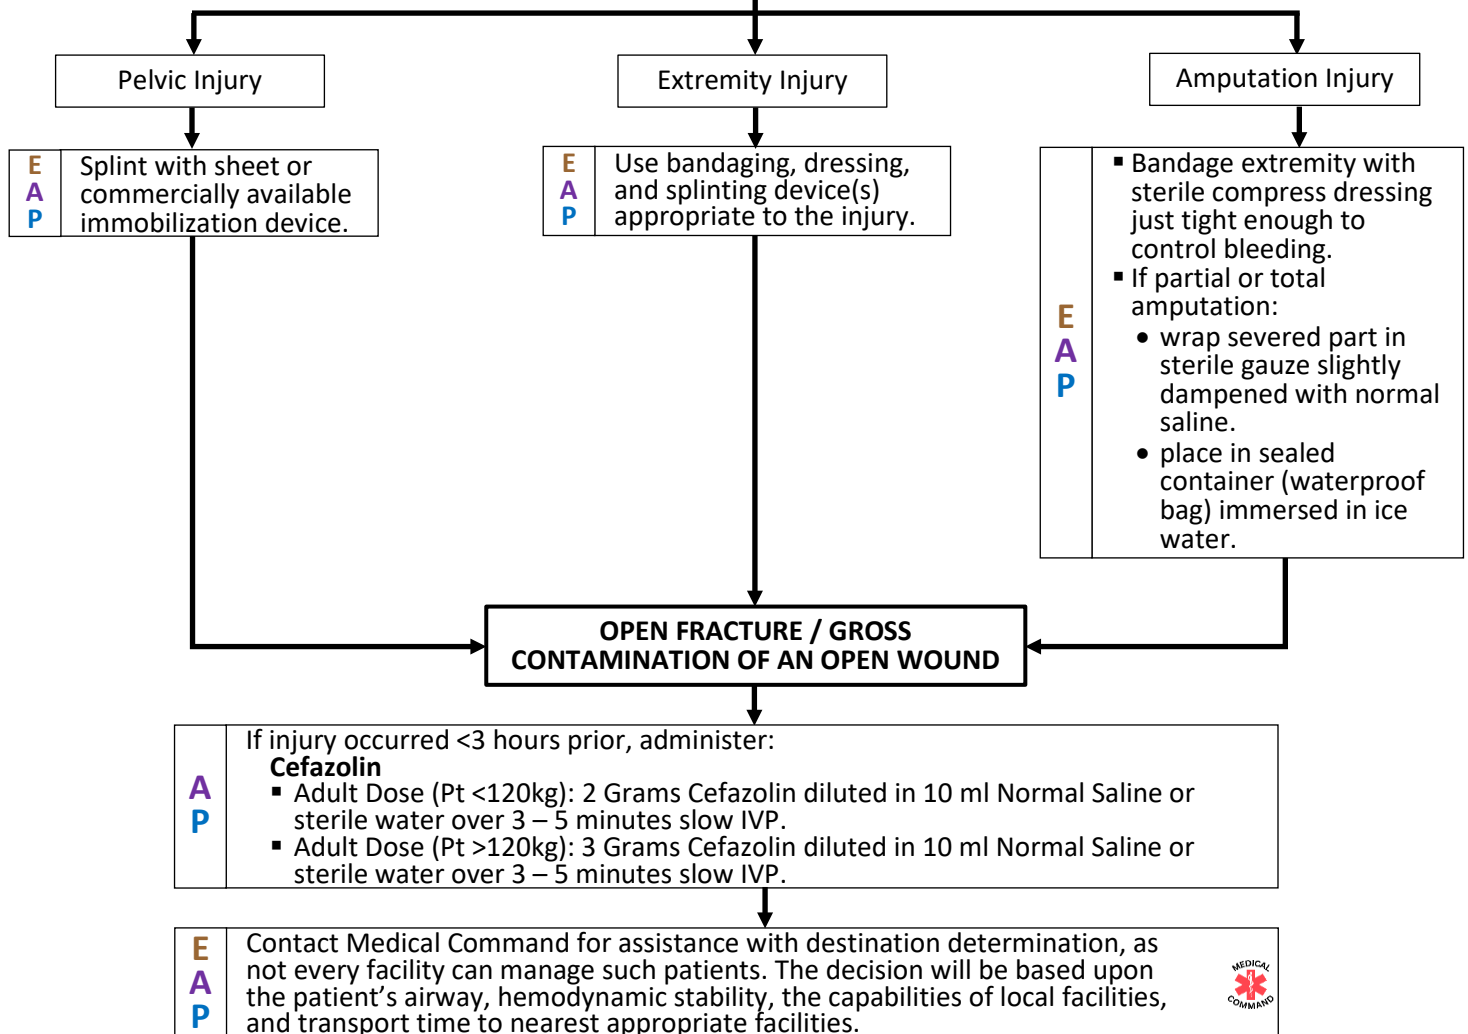 Pelvic Injury
Extremity Injury
Amputation Injury
E
A
P
Splint with sheet or
commercially available
immobilization device.
E
A
P
Use bandaging, dressing,
and splinting device(s)
appropriate to the injury.
E
A
P
▪ Bandage extremity with
sterile compress dressing
just tight enough to
control bleeding.
▪ If partial or total
amputation:
• wrap severed part in
sterile gauze slightly
dampened with normal
saline.
• place in sealed
container (waterproof
bag) immersed in ice
water.
OPEN FRACTURE / GROSS
CONTAMINATION OF AN OPEN WOUND
A
P
If injury occurred <3 hours prior, administer:
Cefazolin
▪ Adult Dose (Pt <120kg): 2 Grams Cefazolin diluted in 10 ml Normal Saline or
sterile water over 3 – 5 minutes slow IVP.
▪ Adult Dose (Pt >120kg): 3 Grams Cefazolin diluted in 10 ml Normal Saline or
sterile water over 3 – 5 minutes slow IVP.
E
A
P
Contact Medical Command for assistance with destination determination, as
not every facility can manage such patients. The decision will be based upon
the patient’s airway, hemodynamic stability, the capabilities of local facilities,
and transport time to nearest appropriate facilities.
MEDICAL
COMMAND